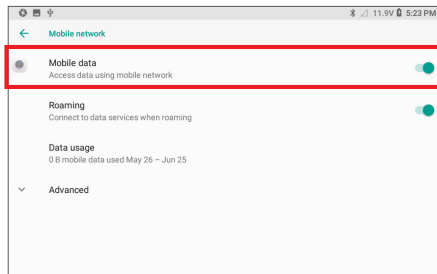 11.9V 5:23 PM
Mobile network
Mobile data
Access data using mobile network
Roaming
Connect to data services when roaming
Data usage
0 B mobile data used May 26 – Jun 25
Advanced